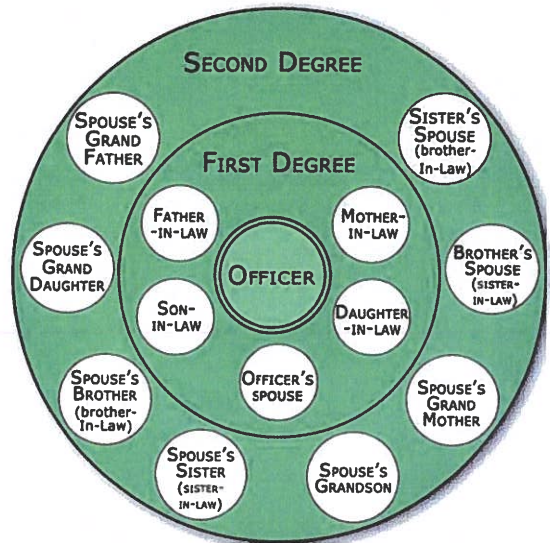 SECOND DEGREE
SPOUSE'S
GRAND
FATHER
SISTER'S
SPOUSE
(brother-
In-Law)
FIRST DEGREE
FATHER
-IN-LAW
MOTHER-
IN-LAW
SPOUSE'S
GRAND
DAUGHTER
OFFICER
BROTHER'S
SPOUSE
(SISTER-
IN-LAW)
SON-
IN-LAW
DAUGHTER
-IN-LAW
SPOUSE'S
BROTHER
(brother-
In-Law)
OFFICER'S
SPOUSE
SPOUSE'S
GRAND
MOTHER
SPOUSE'S
SISTER
(SISTER-
IN-LAW)
SPOUSE'S
GRANDSON